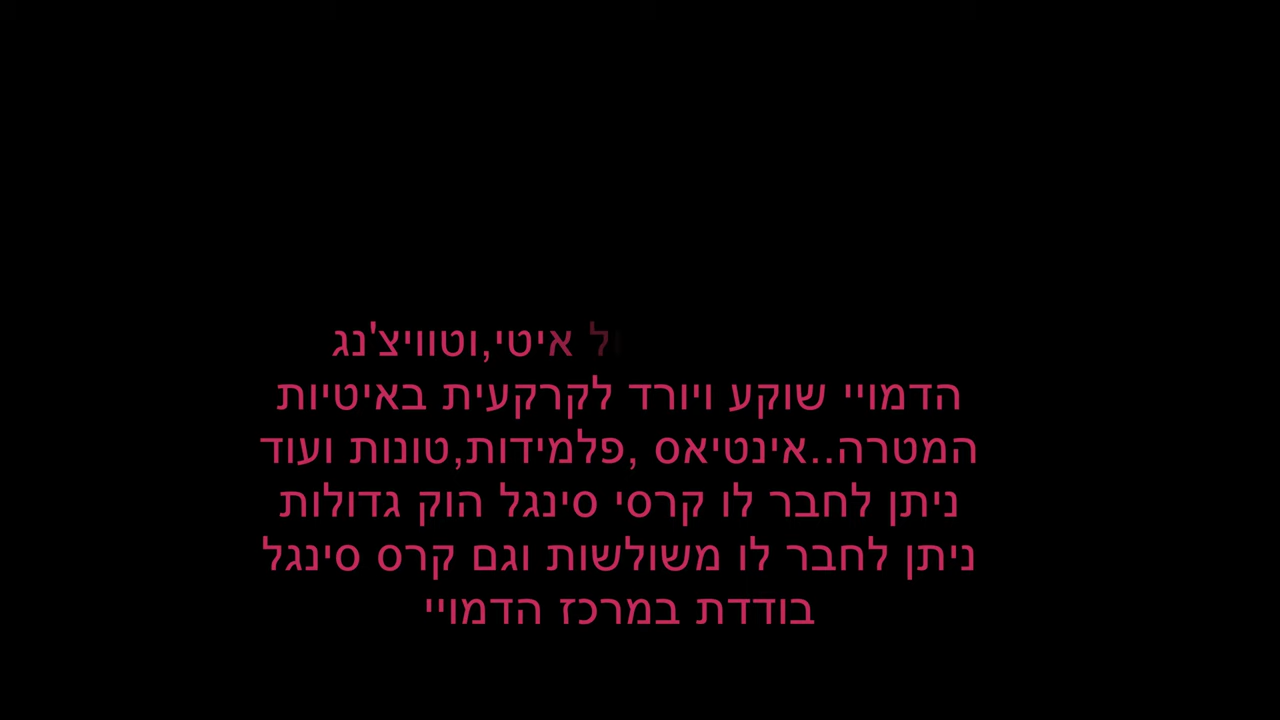 איטי,וטוויצ'נג
הדמויי שוקע ויורד לקרקעית באיטיות
המטרה..אינטיאס ,פלמידות,טונות ועוד
ניתן לחבר לו קרסי סינגל הוק גדולות
ניתן לחבר לו משולשות וגם קרס סינגל
בודדת במרכז הדמויי